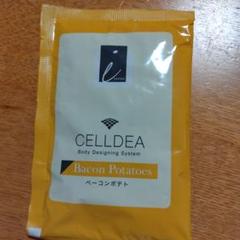 i
CELLDEA
Body Designing System
Bacon Potatoes
ベーコンポテト